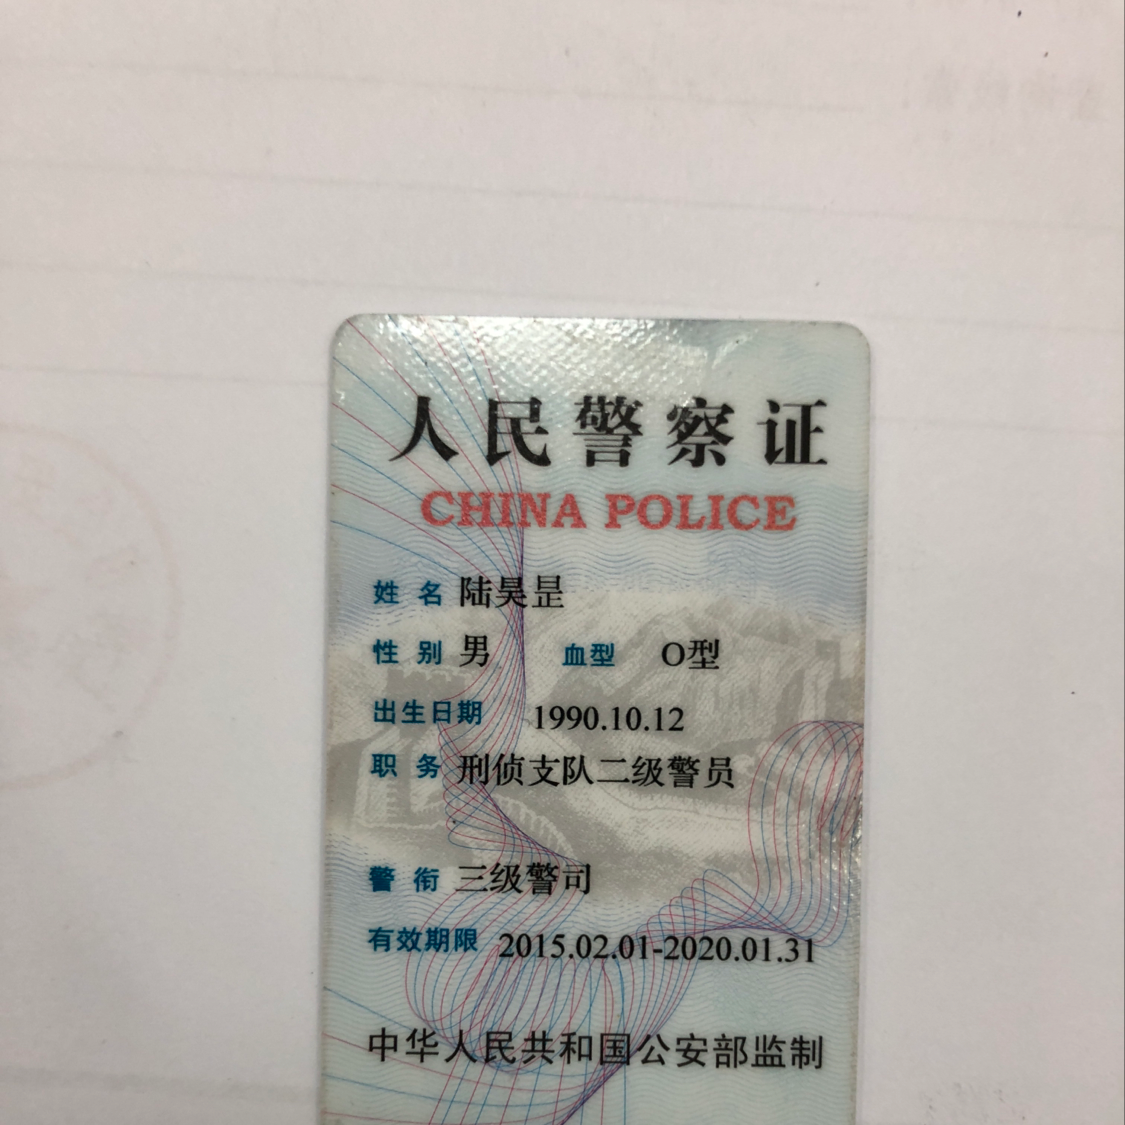 人民警察证
CHINA POLICE
姓名 陆昊昰
性别 男 血型 O型
出生日期 1990.10.12
职务 刑侦支队二级警员
警衔 三级警司
有效期限 2015.02.01-2020.01.31
中华人民共和国公安部监制